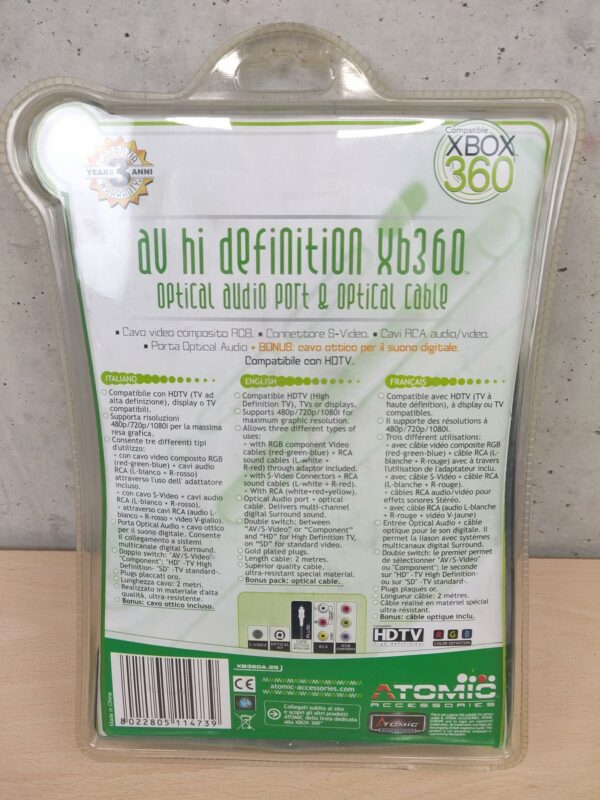 GARANZIA
YEARS 3 ANNI
WARRANTY
Compatible
XBOX
360
av hi definition Xb360™
optical audio port & optical cable
▪ Cavo video composito RGB. ▪ Connettore S-Video. ▪ Cavi RCA audio/video.
▪ Porta Optical Audio + BONUS: cavo ottico per il suono digitale.
Compatibile con HDTV.
ITALIANO
Compatibile con HDTV (TV ad
alta definizione), display o TV
compatibili.
Supporta risoluzioni
480p/720p/1080i per la massima
resa grafica.
Consente tre differenti tipi
d'utilizzo:
+ con cavo video composito RGB
(red-green-blue) + cavi audio
RCA (L-bianco + R-rosso)
attraverso l'uso dell' adattatore
incluso.
+ con cavo S-Video + cavi audio
RCA (L-bianco + R-rosso).
+ attraverso cavi RCA (audio L-
bianco + R-rosso + video V-giallo).
Porta Optical Audio + cavo ottico
per il suono digitale. Consente
il collegamento a sistemi
multicanale digital Surround.
Doppio switch: "AV/S-Video"-
Component"; "HD" -TV High
Definition- "SD" -TV standard-.
Plugs placcati oro.
Lunghezza cavo: 2 metri.
Realizzato in materiale d'alta
qualità, ultra-resistente.
Bonus: cavo ottico incluso.
ENGLISH
Compatible HDTV (High
Definition TV), TVs or displays.
Supports 480p/720p/1080i for
maximum graphic resolution.
Allows three different types of
uses:
+ with RGB component Video
cables (red-green-blue) + RCA
sound cables (L-white +
R-red) through adaptor included.
+ with S-Video Connectors + RCA
sound cables (L-white + R-red).
+ With RCA (white+red+yellow).
Optical Audio port + optical
cable. Delivers multi-channel
digital Surround sound.
Double switch: between
"AV/S-Video" or "Component"
and "HD" for High Definition TV,
on "SD" for standard video.
Gold plated plugs.
Length cable: 2 metres.
Superior quality cable,
ultra-resistant special material.
Bonus pack: optical cable.
FRANÇAIS
Compatible avec HDTV (TV à
haute définition), à display ou TV
compatibles.
Il supporte des résolutions à
480p/720p/1080i.
Trois différent utilisations:
+ avec câble vidéo composite RGB
(red-green-blue) + câble RCA (L-
blanche + R-rouge) avec à travers
l'utilisation de l'adaptateur inclu.
+ avec câble S-Vidéo + câble RCA
(L-blanche + R-rouge).
+ câbles RCA audio/vidéo pour
effets sonores Stéréo.
+ avec câble RCA (audio L-blanche
+ R-rouge + vidéo V-jaune)
Entrée Optical Audio + câble
optique pour le son digitale. Il
permet la liaison avec systèmes
multicanaux digital Surround.
Double switch: le premier permet
de sélectionner "AV/S-Video"
ou "Component"; le seconde
sur "HD" -TV High Definition-
ou sur "SD" -TV standard-.
Plugs plaqués or.
Longueur câble: 2 mètres.
Câble réalisé en matériel spécial
ultra-résistant.
Bonus: câble optique inclu.
S-VIDEO
OPTICAL
RCA
RGB
HDTV
high definition
R G B
COLOR DEFINITION
XB360A.25
CE
atomic-accessories.com
Collegati subito al sito
e scopri gli altri prodotti
ATOMIC della linea dedicata
alla XBOX 360
ATOMIC
ACCESSORIES
ATOMIC
Made in China
8 022805 114739